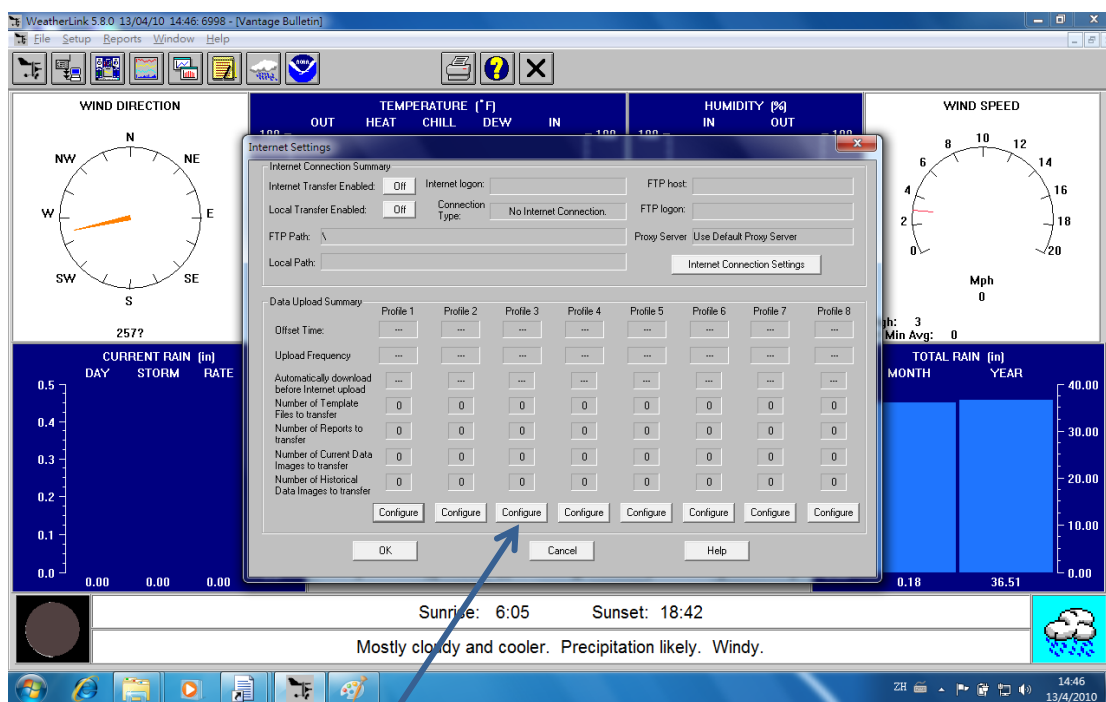 WeatherLink 5.8.0 13/04/10 14:46: 6998 - [Vantage Bulletin]
File Setup Reports Window Help
WIND DIRECTION
N
NW NE
W E
SW SE
S
257?
TEMPERATURE (°F)
OUT HEAT CHILL DEW IN
HUMIDITY (%)
IN OUT
WIND SPEED
0 2 4 6 8 10 12 14 16 18 20
Mph
0
3
Min Avg: 0
Internet Settings
Internet Connection Summary
Internet Transfer Enabled: Off Internet logon: FTP host:
Local Transfer Enabled: Off Connection Type: No Internet Connection. FTP logon:
FTP Path: \ Proxy Server Use Default Proxy Server
Local Path: Internet Connection Settings
Data Upload Summary
Profile 1 Profile 2 Profile 3 Profile 4 Profile 5 Profile 6 Profile 7 Profile 8
Offset Time: --- --- --- --- --- --- --- ---
Upload Frequency --- --- --- --- --- --- --- ---
Automatically download
before Internet upload --- --- --- --- --- --- --- ---
Number of Template
Files to transfer 0 0 0 0 0 0 0 0
Number of Reports to
transfer 0 0 0 0 0 0 0 0
Number of Current Data
Images to transfer 0 0 0 0 0 0 0 0
Number of Historical
Data Images to transfer 0 0 0 0 0 0 0 0
Configure Configure Configure Configure Configure Configure Configure Configure
OK Cancel Help
CURRENT RAIN (in)
DAY STORM RATE
0.5
0.4
0.3
0.2
0.1
0.0
0.00 0.00 0.00
TOTAL RAIN (in)
MONTH YEAR
40.00
30.00
20.00
10.00
0.00
0.18 36.51
Sunrise: 6:05 Sunset: 18:42
Mostly cloudy and cooler. Precipitation likely. Windy.
ZH
14:46
13/4/2010